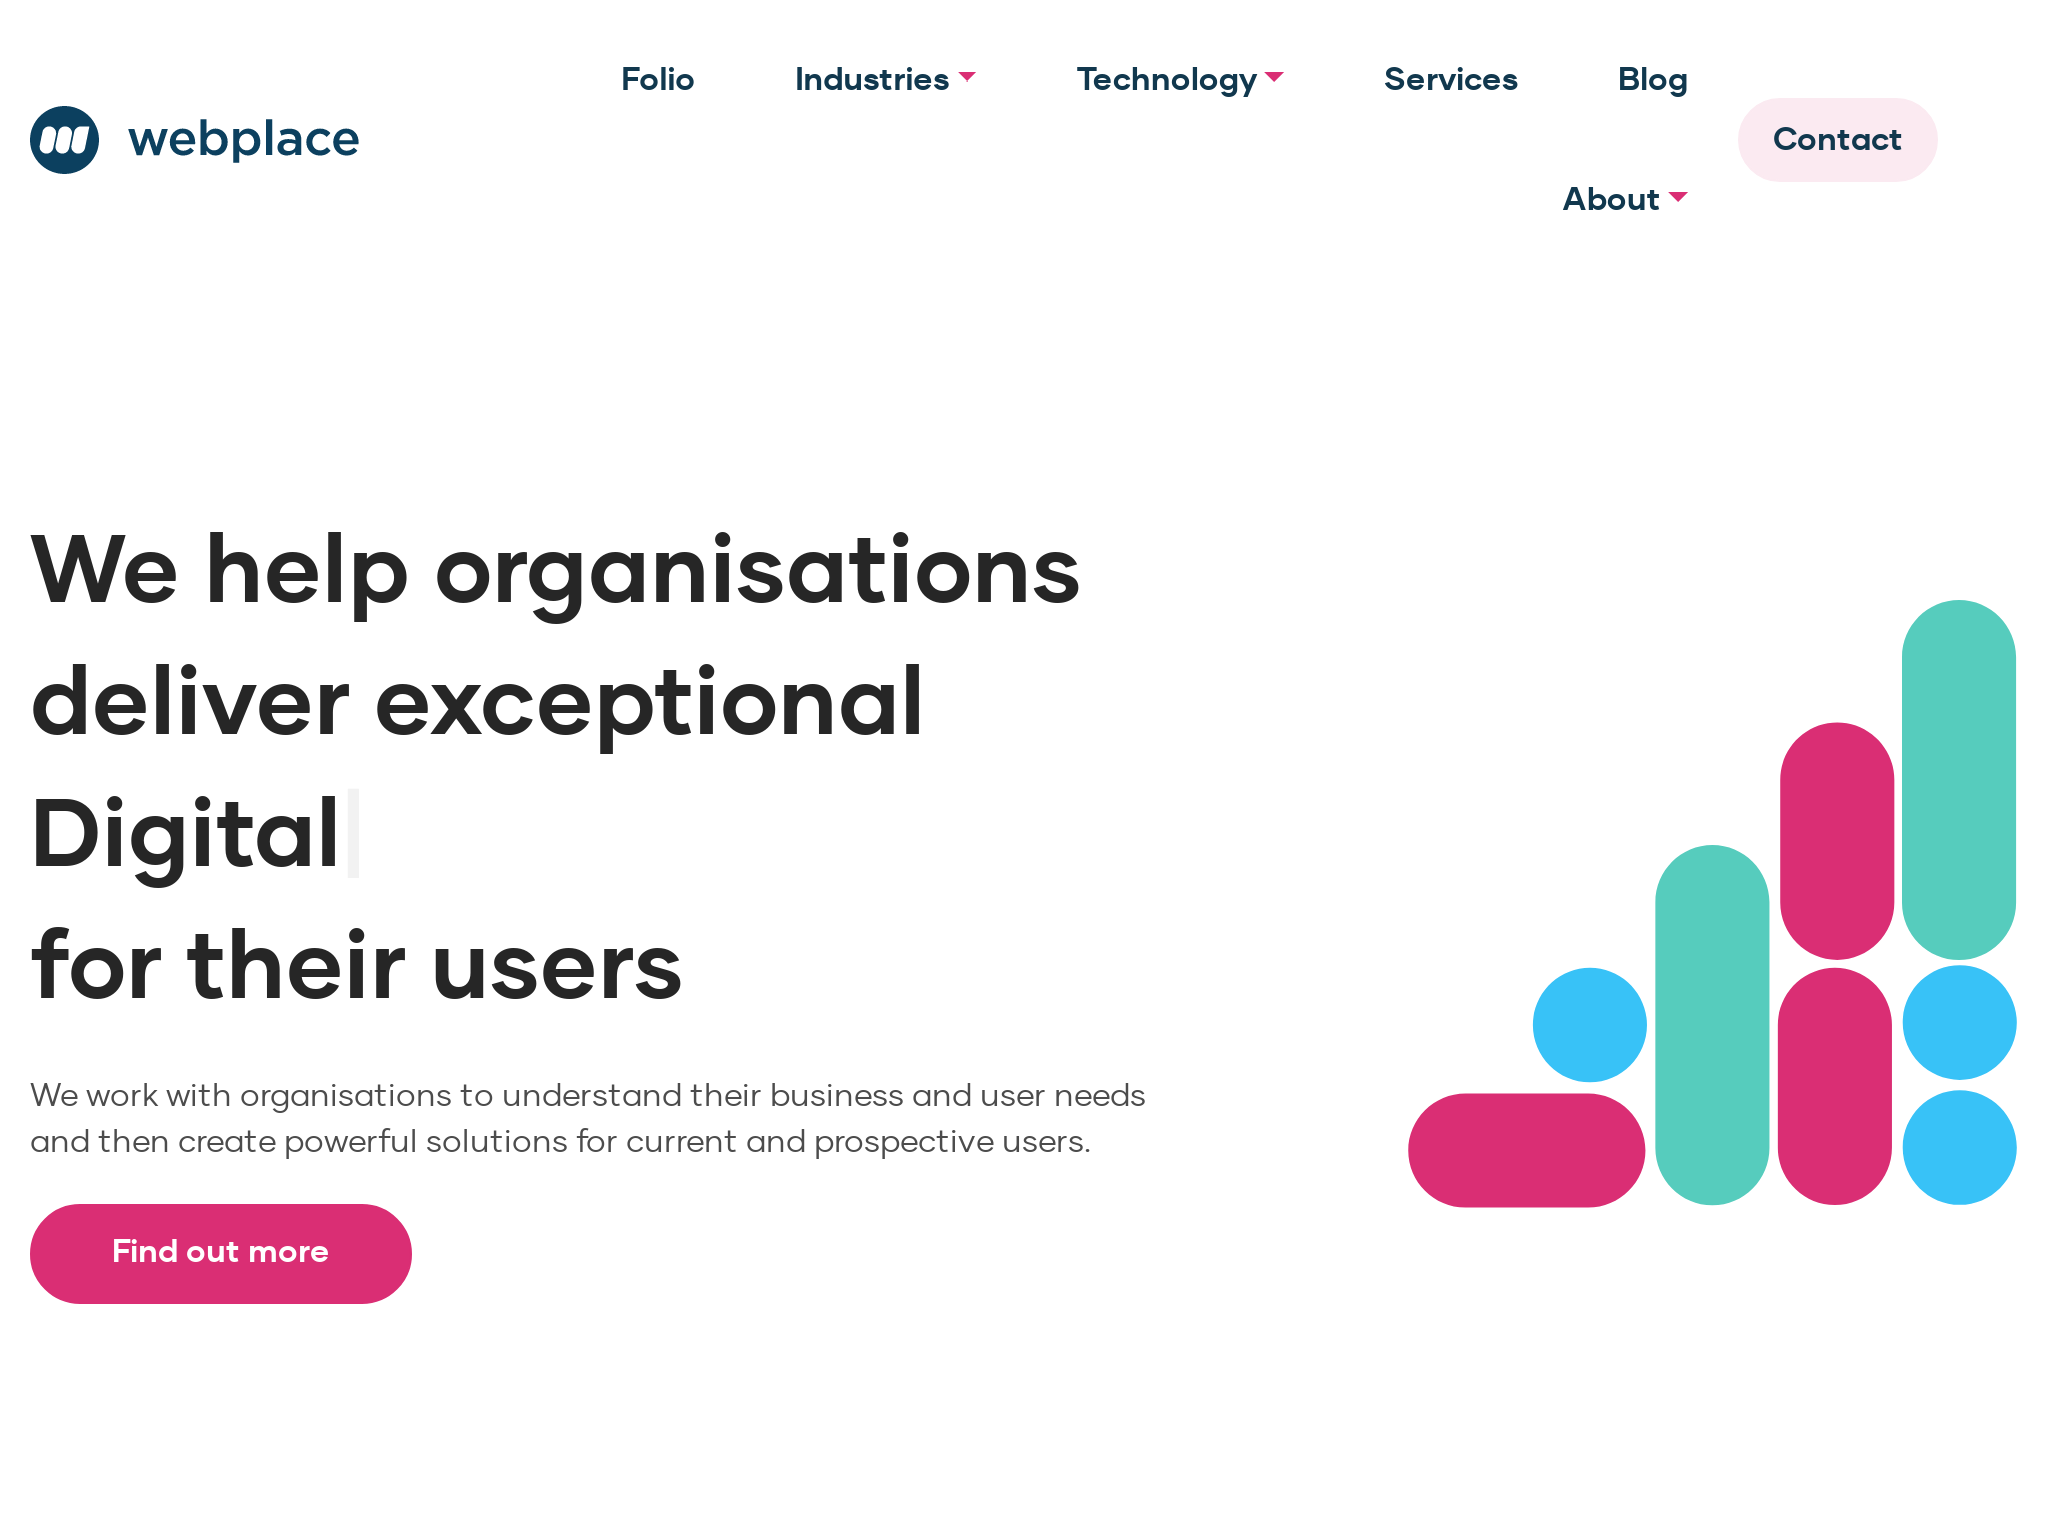 webplace
Folio
Industries
Technology
Services
Blog
About
Contact
We help organisations
deliver exceptional
Digital
for their users
We work with organisations to understand their business and user needs
and then create powerful solutions for current and prospective users.
Find out more